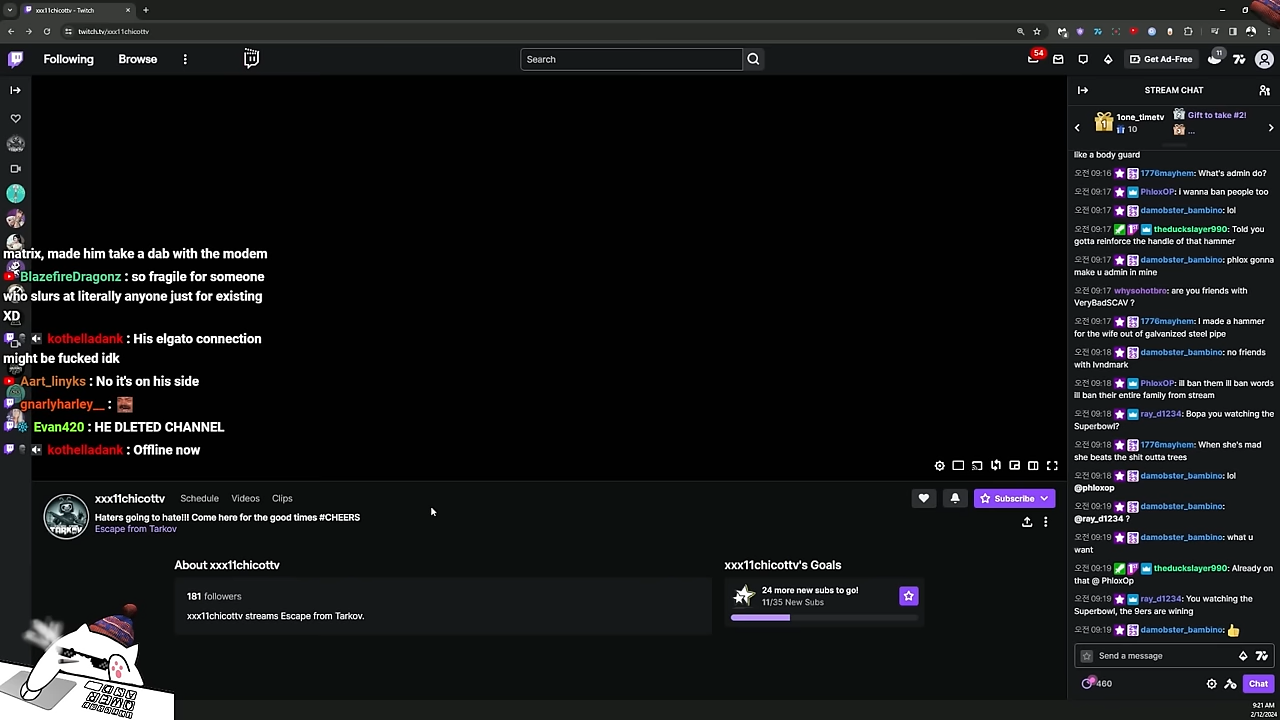 xxx11chicottv - Twitch
twitch.tv/xxx11chicottv
Following
Browse
Search
54
Get Ad-Free
11
STREAM CHAT
1one_timetv
10
Gift to take #2!
...
like a body guard
오전 09:16 1776mayhem: What's admin do?
오전 09:17 PhloxOP: i wanna ban people too
오전 09:17 damobster_bambino: lol
오전 09:17 theduckslayer990: Told you
gotta reinforce the handle of that hammer
오전 09:17 damobster_bambino: phlox gonna
make u admin in mine
오전 09:17 whysohotbro: are you friends with
VeryBadSCAV ?
오전 09:17 1776mayhem: I made a hammer
for the wife out of galvanized steel pipe
오전 09:18 damobster_bambino: no friends
with lvndmark
오전 09:18 PhloxOP: ill ban them ill ban words
ill ban their entire family from stream
오전 09:18 ray_d1234: Bopa you watching the
Superbowl?
오전 09:18 1776mayhem: When she's mad
she beats the shit outta trees
오전 09:18 damobster_bambino: lol
@phloxop
오전 09:19 damobster_bambino:
@ray_d1234 ?
오전 09:19 damobster_bambino: what u
want
오전 09:19 theduckslayer990: Already on
that @ PhloxOp
오전 09:19 ray_d1234: You watching the
Superbowl, the 9ers are wining
오전 09:19 damobster_bambino:
Send a message
460
Chat
matrix, made him take a dab with the modem
BlazefireDragonz : so fragile for someone
who slurs at literally anyone just for existing
XD
kothelladank : His elgato connection
might be fucked idk
Aart_linyks : No it's on his side
gnarlyharley__ :
Evan420 : HE DLETED CHANNEL
kothelladank : Offline now
xxx11chicottv
Schedule
Videos
Clips
Subscribe
Haters going to hate!!! Come here for the good times #CHEERS
Escape from Tarkov
TARKOV
About xxx11chicottv
181 followers
xxx11chicottv streams Escape from Tarkov.
xxx11chicottv's Goals
24 more new subs to go!
11/35 New Subs
9:21 AM
2/12/2024